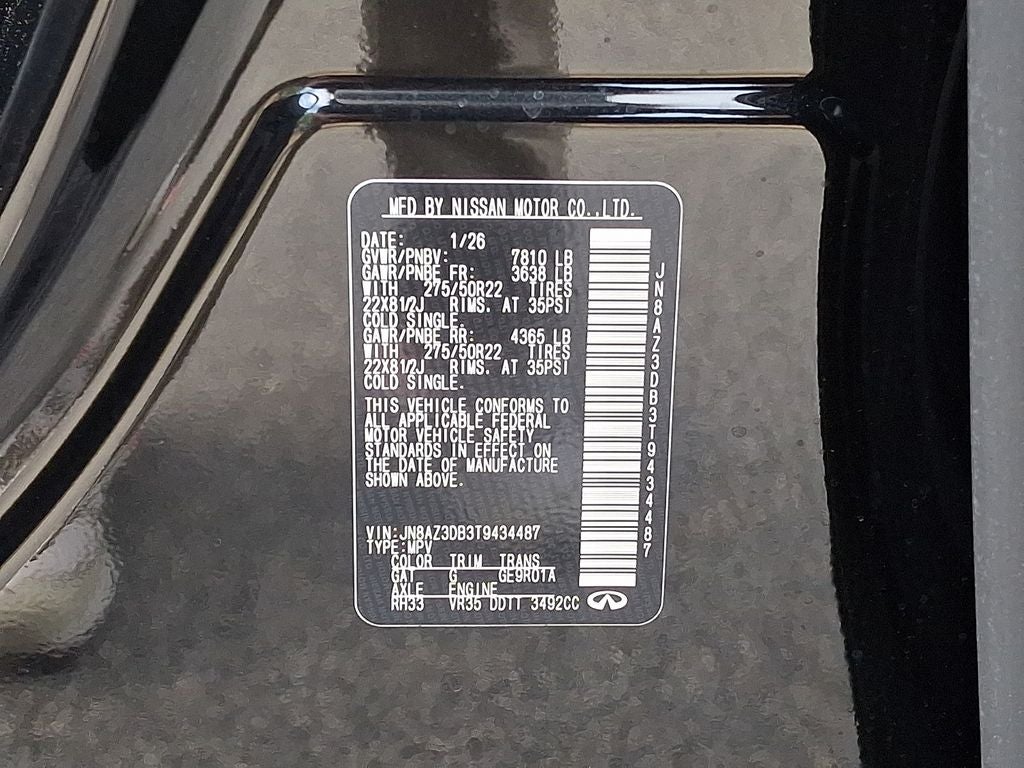 MFD BY NISSAN MOTOR CO.,LTD.
DATE: 1/26
GVWR/PNBV: 7810 LB
GAWR/PNBE FR: 3638 LB
WITH 275/50R22 TIRES
22X81/2J RIMS. AT 35PSI
COLD SINGLE.
GAWR/PNBE RR: 4365 LB
WITH 275/50R22 TIRES
22X81/2J RIMS. AT 35PSI
COLD SINGLE.
THIS VEHICLE CONFORMS TO
ALL APPLICABLE FEDERAL
MOTOR VEHICLE SAFETY
STANDARDS IN EFFECT ON
THE DATE OF MANUFACTURE
SHOWN ABOVE.
VIN:JN8AZ3DB3T9434487
TYPE:MPV
COLOR TRIM TRANS
GAT G GE9R01A
AXLE ENGINE
RH33 VR35 DDTT 3492CC
JN8AZ3DB3T9434487